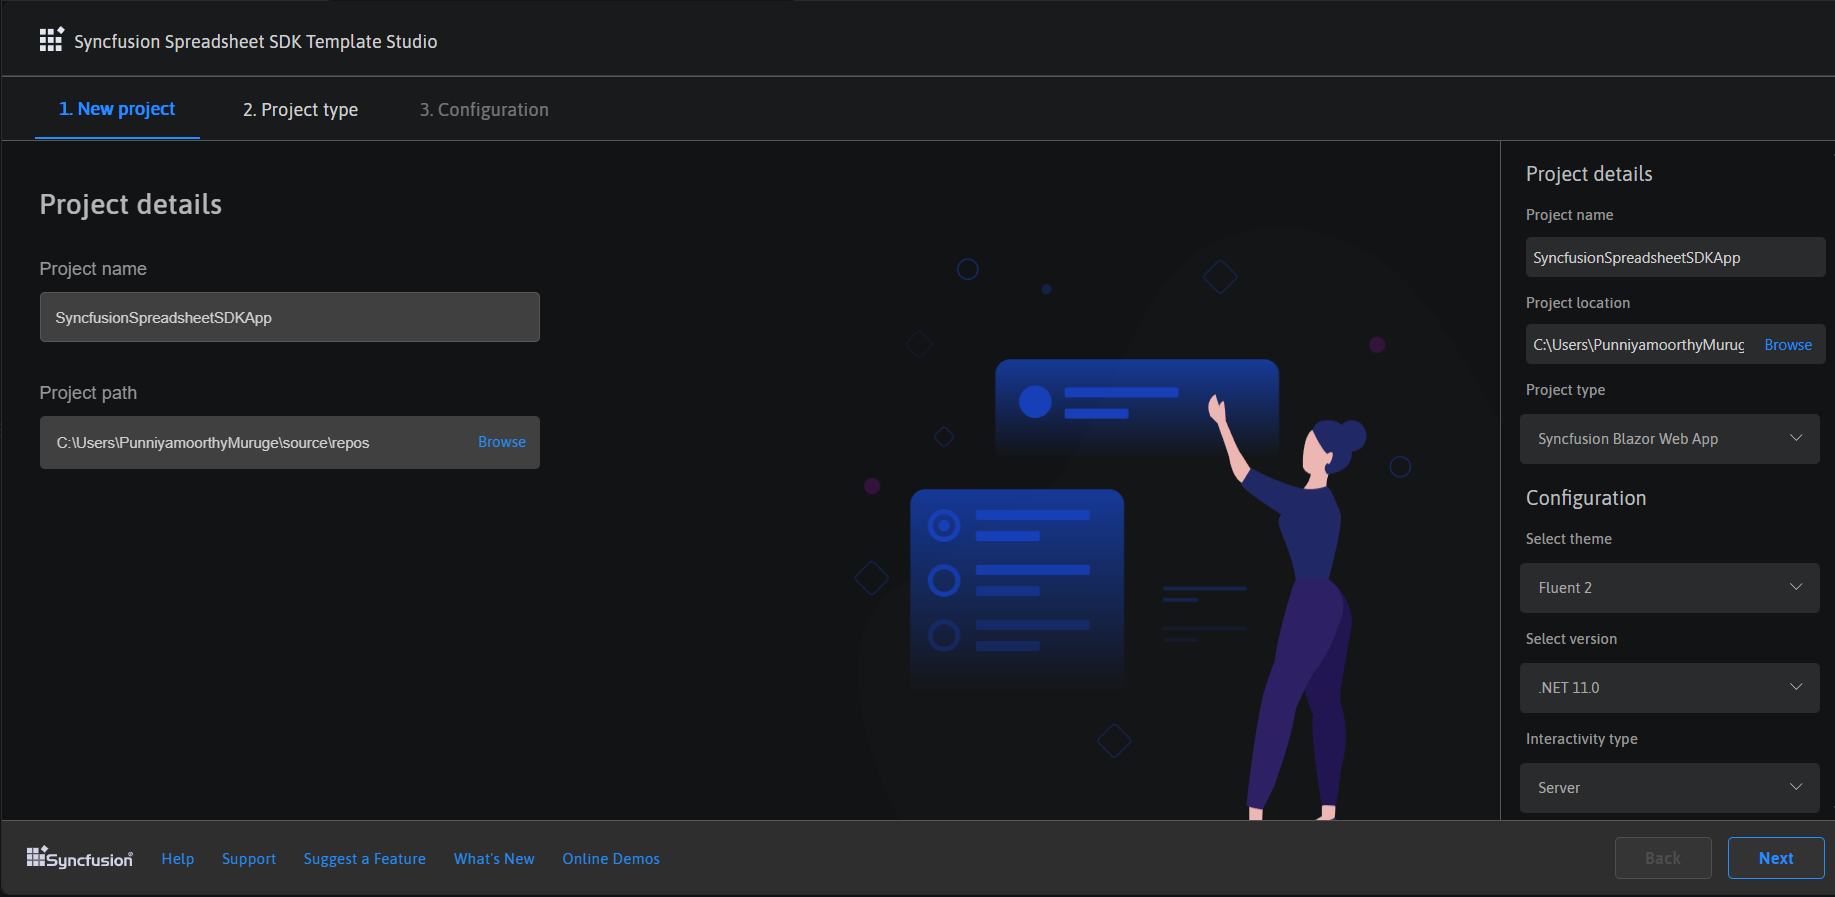 Syncfusion Spreadsheet SDK Template Studio
1. New project
2. Project type
3. Configuration
Project details
Project name
SyncfusionSpreadsheetSDKApp
Project path
C:\Users\PunniyamoorthyMuruge\source\repos
Browse
Project details
Project name
SyncfusionSpreadsheetSDKApp
Project location
C:\Users\PunniyamoorthyMurug
Browse
Project type
Syncfusion Blazor Web App
Configuration
Select theme
Fluent 2
Select version
.NET 11.0
Interactivity type
Server
Syncfusion®
Help
Support
Suggest a Feature
What's New
Online Demos
Back
Next